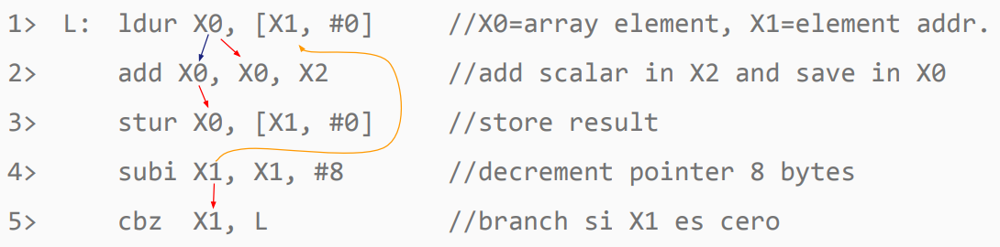 1> L: ldur X0, [X1, #0] //X0=array element, X1=element addr.
2> add X0, X0, X2 //add scalar in X2 and save in X0
3> stur X0, [X1, #0] //store result
4> subi X1, X1, #8 //decrement pointer 8 bytes
5> cbz X1, L //branch si X1 es cero